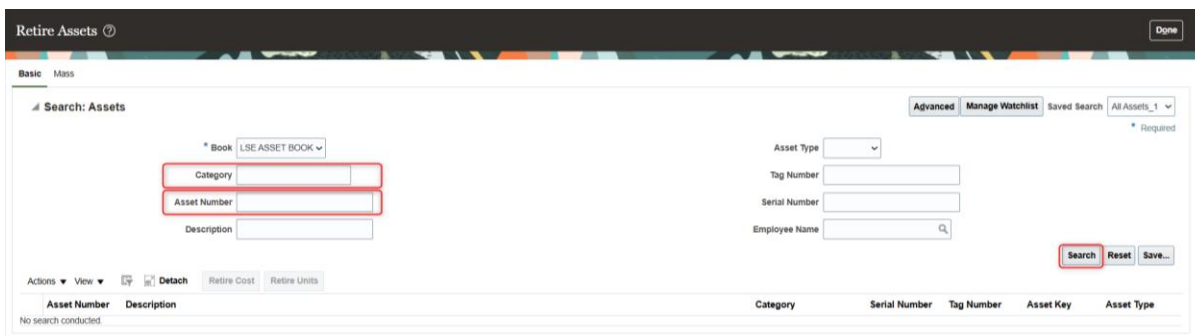 Retire Assets
Done
Basic Mass
Search: Assets
Advanced Manage Watchlist Saved Search All Assets_1
* Required
* Book LSE ASSET BOOK
Asset Type
Category
Tag Number
Asset Number
Serial Number
Description
Employee Name
Search Reset Save...
Actions View Detach Retire Cost Retire Units
Asset Number Description Category Serial Number Tag Number Asset Key Asset Type
No search conducted.